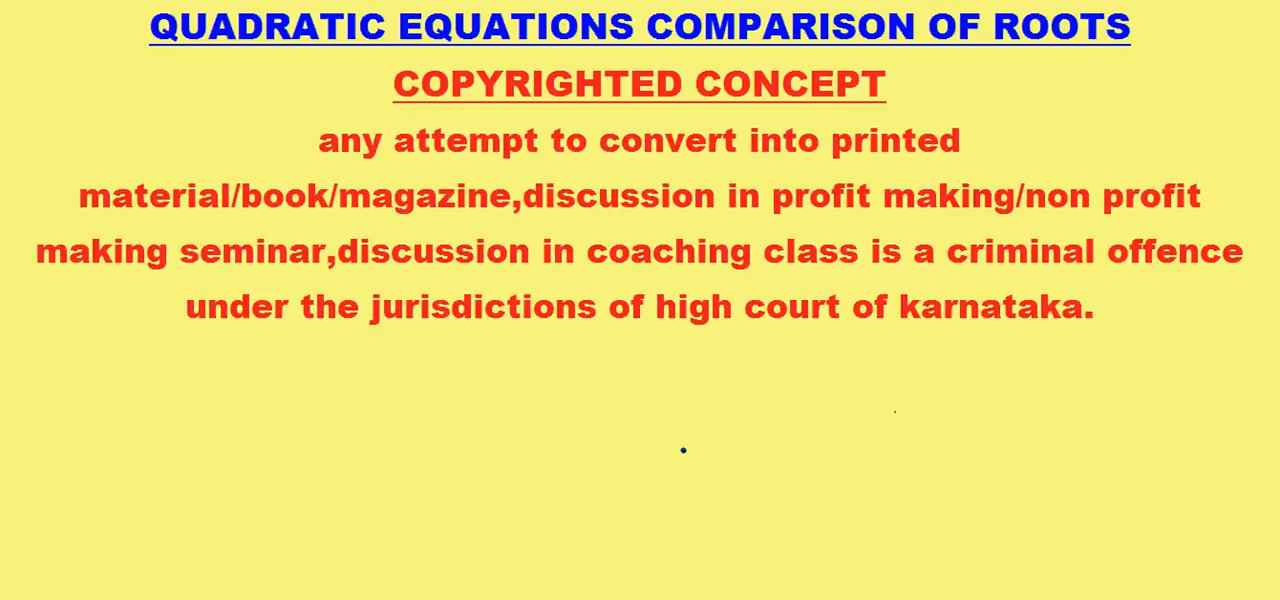 QUADRATIC EQUATIONS COMPARISON OF ROOTS
COPYRIGHTED CONCEPT
any attempt to convert into printed
material/book/magazine,discussion in profit making/non profit
making seminar,discussion in coaching class is a criminal offence
under the jurisdictions of high court of karnataka.